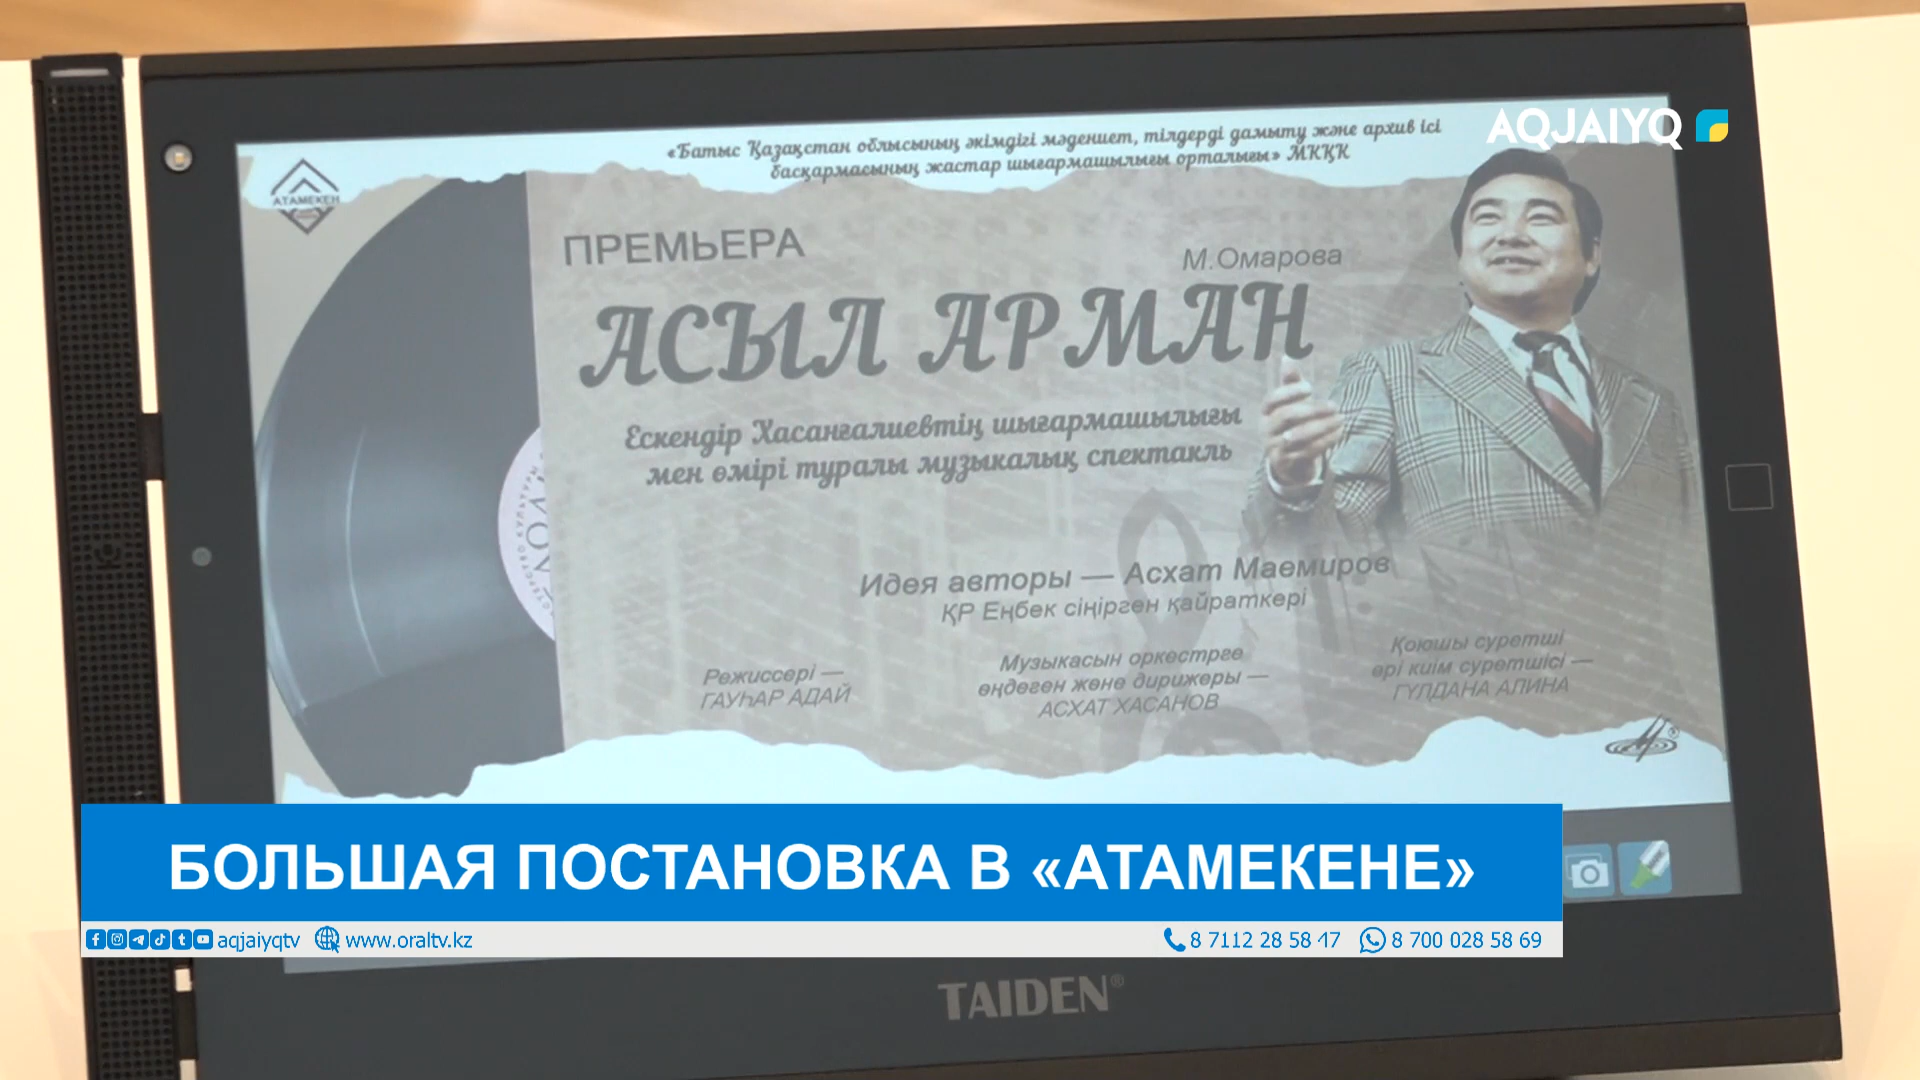 AQJAIYQ
«Батыс Қазақстан облысының әкімдігі мәдениет, тілдерді дамыту және архив ісі
басқармасының жастар шығармашылығы орталығы» МКҚК
АТАМЕКЕН
ПРЕМЬЕРА
М.Омарова
АСЫЛ АРМАН
Ескендір Хасанғалиевтің шығармашылығы
мен өмірі туралы музыкалық спектакль
Идея авторы — Асхат Маемиров
ҚР Еңбек сіңірген қайраткері
Режиссері —
ГАУҺАР АДАЙ
Музыкасын оркестрге
өңдеген және дирижеры —
АСХАТ ХАСАНОВ
Қоюшы суретші
әрі киім суретшісі —
ГҮЛДАНА АЛИНА
БОЛЬШАЯ ПОСТАНОВКА В «АТАМЕКЕНЕ»
aqjaiyqtv www.oraltv.kz 8 7112 28 58 47 8 700 028 58 69
TAIDEN®